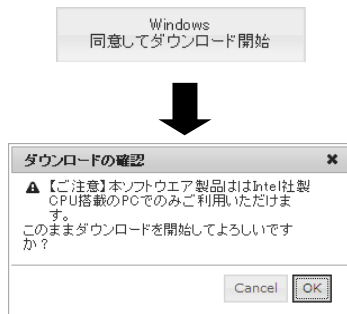 Windows
同意してダウンロード開始
ダウンロードの確認
【ご注意】本ソフトウエア製品ははIntel社製
CPU搭載のPCでのみご利用いただけま
す。
このままダウンロードを開始してよろしいです
か？
Cancel OK